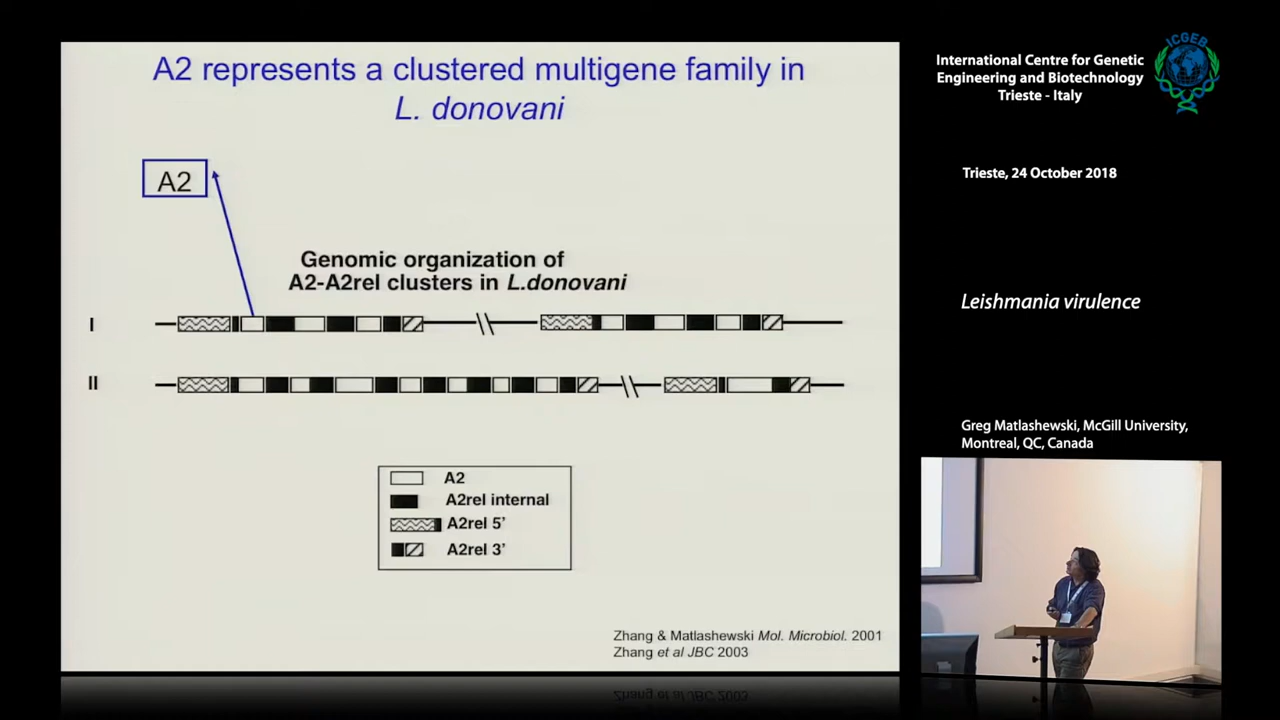 A2 represents a clustered multigene family in
L. donovani
A2
Genomic organization of
A2-A2rel clusters in L.donovani
I
II
A2
A2rel internal
A2rel 5'
A2rel 3'
Zhang & Matlashewski Mol. Microbiol. 2001
Zhang et al JBC 2003
International Centre for Genetic
Engineering and Biotechnology
Trieste - Italy
ICGEB
Trieste, 24 October 2018
Leishmania virulence
Greg Matlashewski, McGill University,
Montreal, QC, Canada